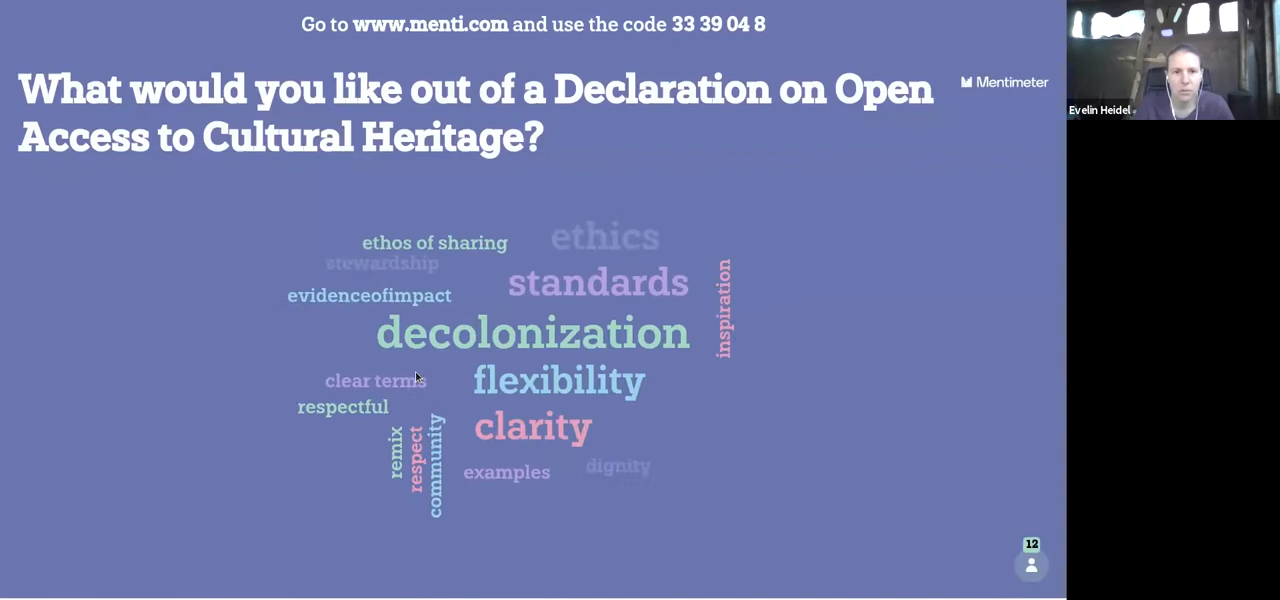 Go to www.menti.com and use the code 33 39 04 8
What would you like out of a Declaration on Open
Access to Cultural Heritage?
Mentimeter
Evelin Heidel
ethos of sharing
ethics
stewardship
standards
inspiration
evidenceofimpact
decolonization
clear terms
flexibility
respectful
clarity
remix
respect
community
examples
dignity
12